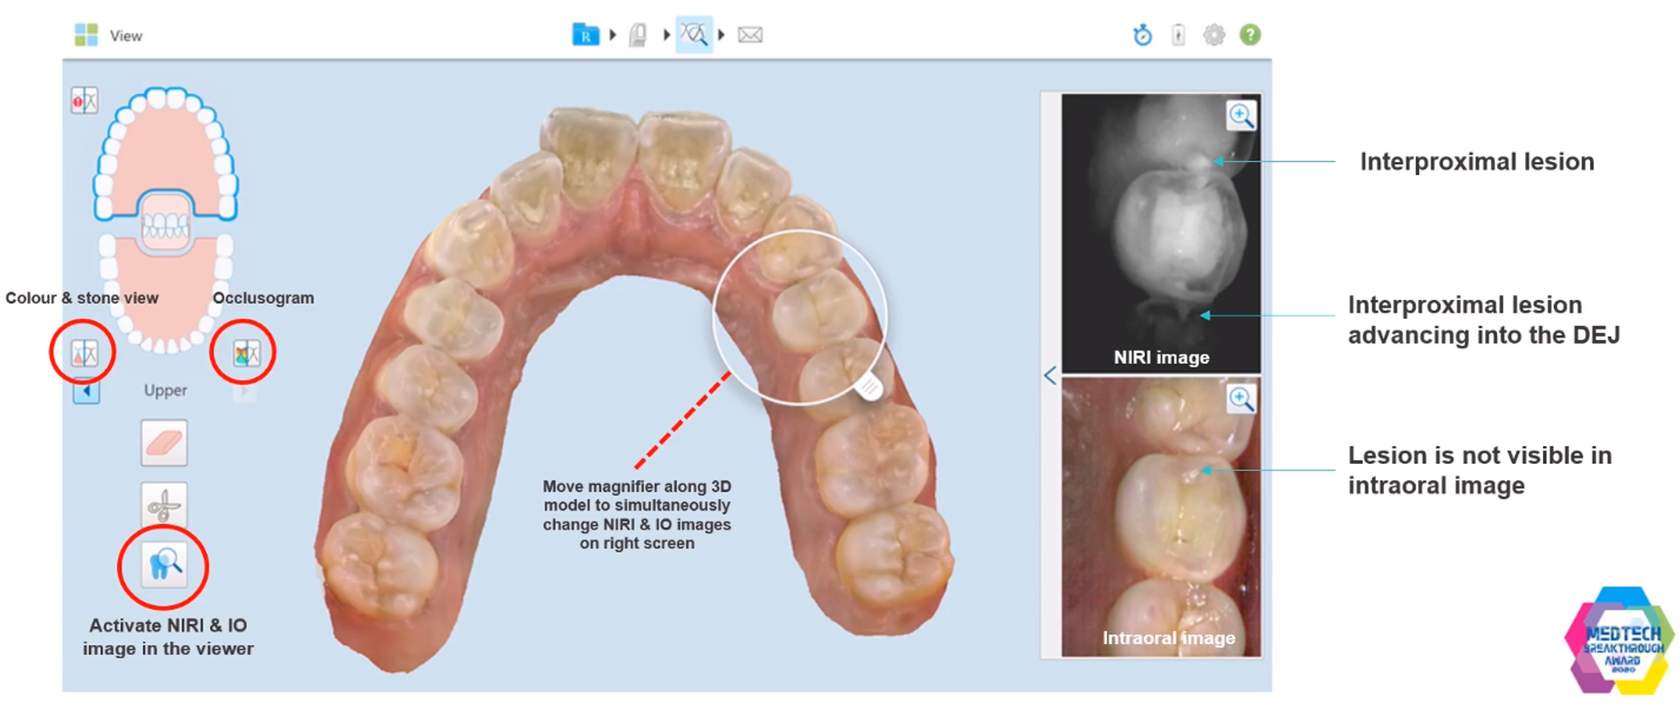 View
R
Colour & stone view
Occlusogram
Upper
Activate NIRI & IO
image in the viewer
Move magnifier along 3D
model to simultaneously
change NIRI & IO images
on right screen
NIRI image
Intraoral image
Interproximal lesion
Interproximal lesion
advancing into the DEJ
Lesion is not visible in
intraoral image
MEDTECH
BREAKTHROUGH
AWARD
2020